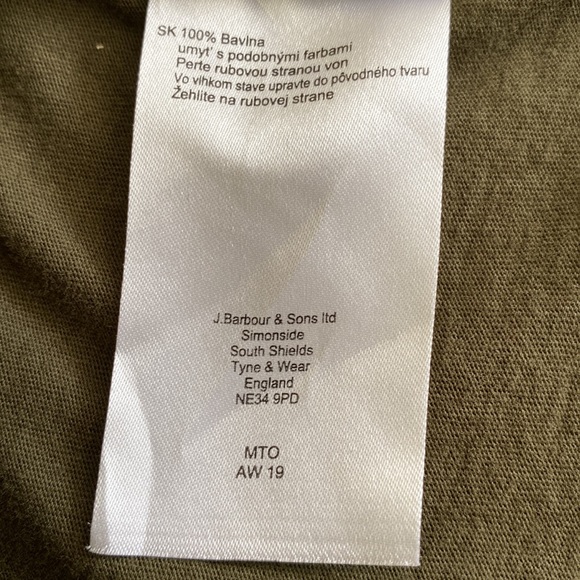 SK 100% Bavlna
umyt' s podobnými farbami
Perte rubovou stranou von
Vo vlhkom stave upravte do pôvodného tvaru
Žehlite na rubovej strane
J.Barbour & Sons ltd
Simonside
South Shields
Tyne & Wear
England
NE34 9PD
MTO
AW 19